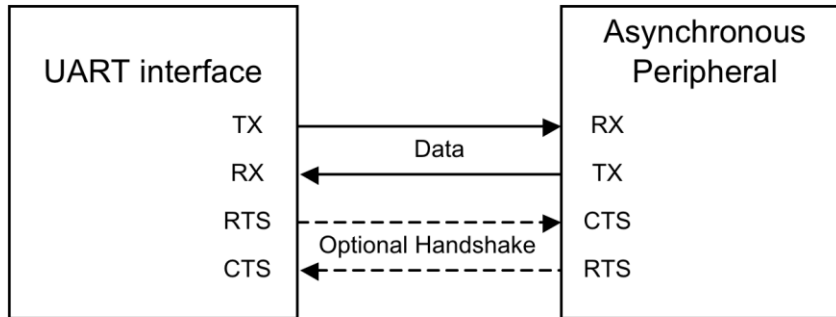 UART interface
Asynchronous
Peripheral
TX
RX
Data
RX
TX
RTS
CTS
Optional Handshake
CTS
RTS